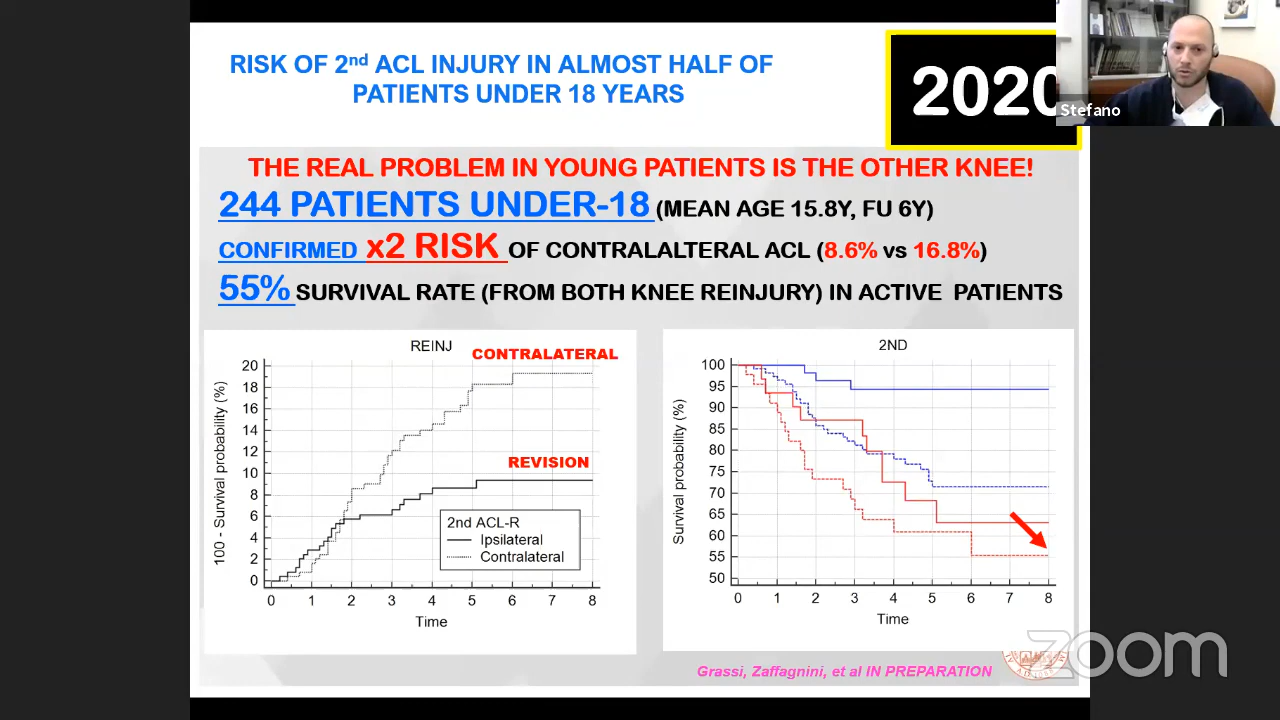 RISK OF 2nd ACL INJURY IN ALMOST HALF OF
PATIENTS UNDER 18 YEARS
2020
Stefano
THE REAL PROBLEM IN YOUNG PATIENTS IS THE OTHER KNEE!
244 PATIENTS UNDER-18 (MEAN AGE 15.8Y, FU 6Y)
CONFIRMED x2 RISK OF CONTRALALTERAL ACL (8.6% vs 16.8%)
55% SURVIVAL RATE (FROM BOTH KNEE REINJURY) IN ACTIVE PATIENTS
REINJ
CONTRALATERAL
REVISION
100 - Survival probability (%)
20
18
16
14
12
10
8
6
4
2
0
2nd ACL-R
Ipsilateral
Contralateral
0 1 2 3 4 5 6 7 8
Time
2ND
Survival probability (%)
100
95
90
85
80
75
70
65
60
55
50
0 1 2 3 4 5 6 7 8
Time
Grassi, Zaffagnini, et al IN PREPARATION
zoom